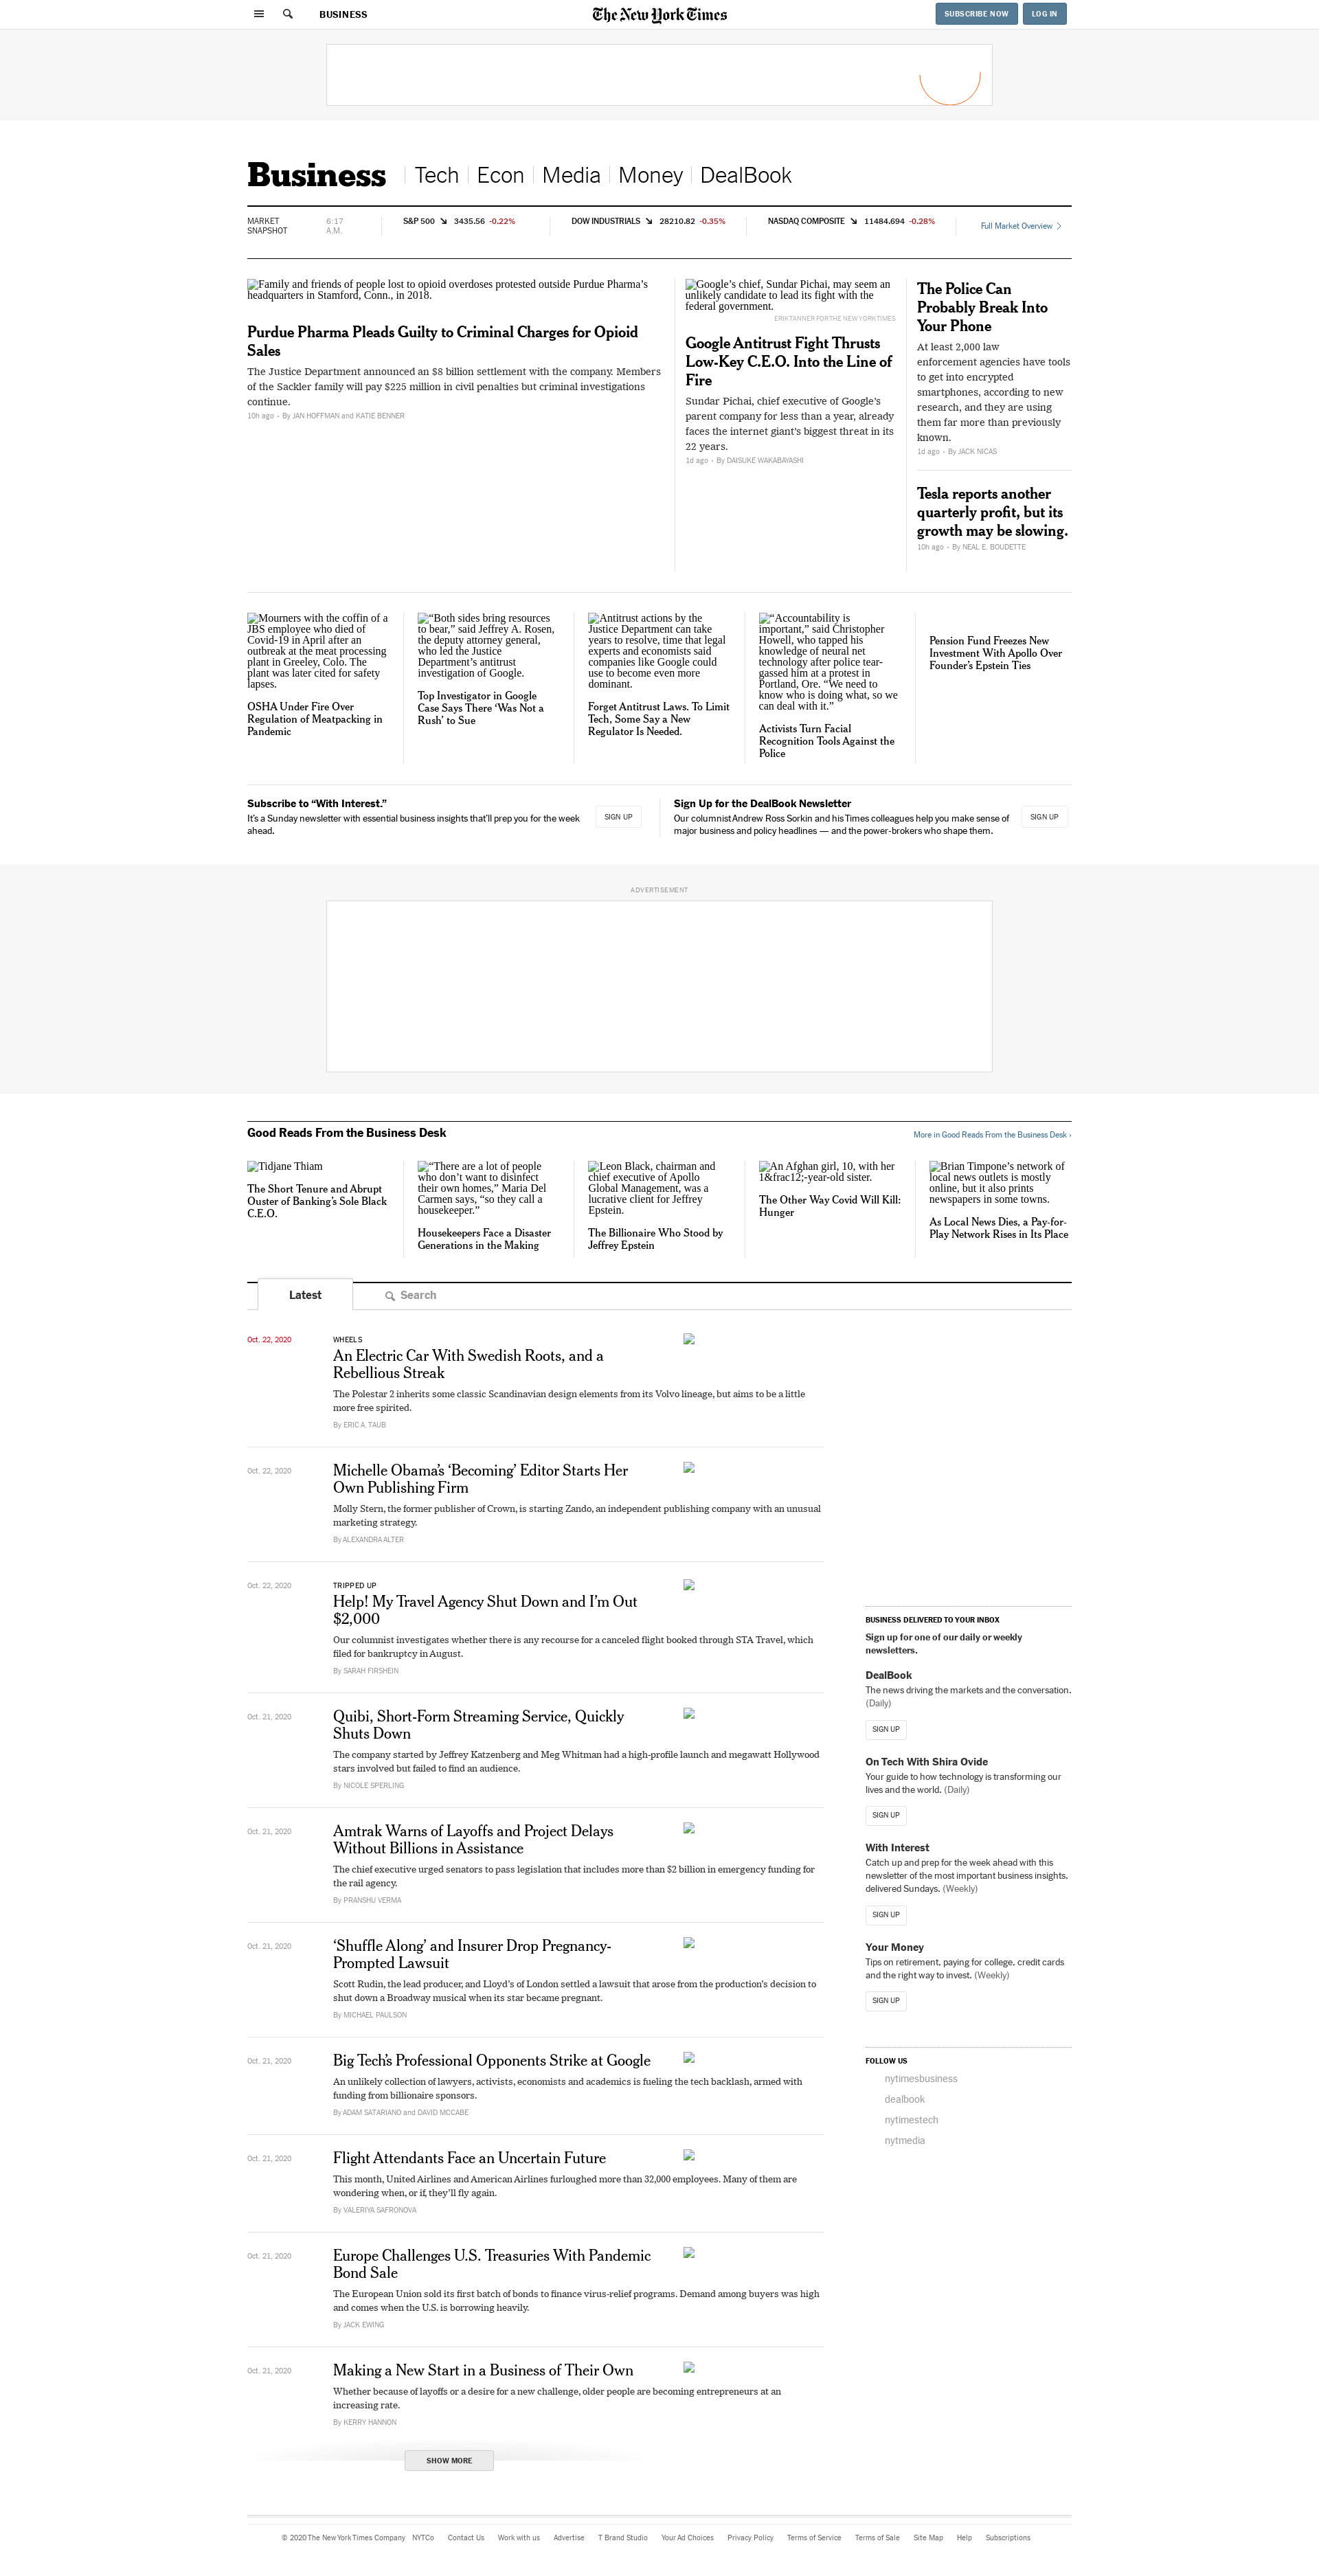 BUSINESS
The New York Times
SUBSCRIBE NOW
LOG IN
Business
Tech
Econ
Media
Money
DealBook
MARKET
SNAPSHOT
6:17
A.M.
S&P 500 3435.56 -0.22%
DOW INDUSTRIALS 28210.82 -0.35%
NASDAQ COMPOSITE 11484.694 -0.28%
Full Market Overview
Family and friends of people lost to opioid overdoses protested outside Purdue Pharma’s
headquarters in Stamford, Conn., in 2018.
Purdue Pharma Pleads Guilty to Criminal Charges for Opioid
Sales
The Justice Department announced an $8 billion settlement with the company. Members
of the Sackler family will pay $225 million in civil penalties but criminal investigations
continue.
10h ago • By JAN HOFFMAN and KATIE BENNER
Google’s chief, Sundar Pichai, may seem an
unlikely candidate to lead its fight with the
federal government.
ERIK TANNER FOR THE NEW YORK TIMES
Google Antitrust Fight Thrusts
Low-Key C.E.O. Into the Line of
Fire
Sundar Pichai, chief executive of Google’s
parent company for less than a year, already
faces the internet giant’s biggest threat in its
22 years.
1d ago • By DAISUKE WAKABAYASHI
The Police Can
Probably Break Into
Your Phone
At least 2,000 law
enforcement agencies have tools
to get into encrypted
smartphones, according to new
research, and they are using
them far more than previously
known.
1d ago • By JACK NICAS
Tesla reports another
quarterly profit, but its
growth may be slowing.
10h ago • By NEAL E. BOUDETTE
Mourners with the coffin of a
JBS employee who died of
Covid-19 in April after an
outbreak at the meat processing
plant in Greeley, Colo. The
plant was later cited for safety
lapses.
OSHA Under Fire Over
Regulation of Meatpacking in
Pandemic
“Both sides bring resources
to bear,” said Jeffrey A. Rosen,
the deputy attorney general,
who led the Justice
Department’s antitrust
investigation of Google.
Top Investigator in Google
Case Says There ‘Was Not a
Rush’ to Sue
Antitrust actions by the
Justice Department can take
years to resolve, time that legal
experts and economists said
companies like Google could
use to become even more
dominant.
Forget Antitrust Laws. To Limit
Tech, Some Say a New
Regulator Is Needed.
“Accountability is
important,” said Christopher
Howell, who tapped his
knowledge of neural net
technology after police tear-
gassed him at a protest in
Portland, Ore. “We need to
know who is doing what, so we
can deal with it.”
Activists Turn Facial
Recognition Tools Against the
Police
Pension Fund Freezes New
Investment With Apollo Over
Founder’s Epstein Ties
Subscribe to “With Interest.”
It’s a Sunday newsletter with essential business insights that’ll prep you for the week
ahead.
SIGN UP
Sign Up for the DealBook Newsletter
Our columnist Andrew Ross Sorkin and his Times colleagues help you make sense of
major business and policy headlines — and the power-brokers who shape them.
SIGN UP
ADVERTISEMENT
Good Reads From the Business Desk
More in Good Reads From the Business Desk ›
Tidjane Thiam
The Short Tenure and Abrupt
Ouster of Banking’s Sole Black
C.E.O.
“There are a lot of people
who don’t want to disinfect
their own homes,” Maria Del
Carmen says, “so they call a
housekeeper.”
Housekeepers Face a Disaster
Generations in the Making
Leon Black, chairman and
chief executive of Apollo
Global Management, was a
lucrative client for Jeffrey
Epstein.
The Billionaire Who Stood by
Jeffrey Epstein
An Afghan girl, 10, with her
1&frac12;-year-old sister.
The Other Way Covid Will Kill:
Hunger
Brian Timpone’s network of
local news outlets is mostly
online, but it also prints
newspapers in some towns.
As Local News Dies, a Pay-for-
Play Network Rises in Its Place
Latest
Search
Oct. 22, 2020
WHEELS
An Electric Car With Swedish Roots, and a
Rebellious Streak
The Polestar 2 inherits some classic Scandinavian design elements from its Volvo lineage, but aims to be a little
more free spirited.
By ERIC A. TAUB
Oct. 22, 2020
Michelle Obama’s ‘Becoming’ Editor Starts Her
Own Publishing Firm
Molly Stern, the former publisher of Crown, is starting Zando, an independent publishing company with an unusual
marketing strategy.
By ALEXANDRA ALTER
Oct. 22, 2020
TRIPPED UP
Help! My Travel Agency Shut Down and I’m Out
$2,000
Our columnist investigates whether there is any recourse for a canceled flight booked through STA Travel, which
filed for bankruptcy in August.
By SARAH FIRSHEIN
Oct. 21, 2020
Quibi, Short-Form Streaming Service, Quickly
Shuts Down
The company started by Jeffrey Katzenberg and Meg Whitman had a high-profile launch and megawatt Hollywood
stars involved but failed to find an audience.
By NICOLE SPERLING
Oct. 21, 2020
Amtrak Warns of Layoffs and Project Delays
Without Billions in Assistance
The chief executive urged senators to pass legislation that includes more than $2 billion in emergency funding for
the rail agency.
By PRANSHU VERMA
Oct. 21, 2020
‘Shuffle Along’ and Insurer Drop Pregnancy-
Prompted Lawsuit
Scott Rudin, the lead producer, and Lloyd’s of London settled a lawsuit that arose from the production’s decision to
shut down a Broadway musical when its star became pregnant.
By MICHAEL PAULSON
Oct. 21, 2020
Big Tech’s Professional Opponents Strike at Google
An unlikely collection of lawyers, activists, economists and academics is fueling the tech backlash, armed with
funding from billionaire sponsors.
By ADAM SATARIANO and DAVID MCCABE
Oct. 21, 2020
Flight Attendants Face an Uncertain Future
This month, United Airlines and American Airlines furloughed more than 32,000 employees. Many of them are
wondering when, or if, they’ll fly again.
By VALERIYA SAFRONOVA
Oct. 21, 2020
Europe Challenges U.S. Treasuries With Pandemic
Bond Sale
The European Union sold its first batch of bonds to finance virus-relief programs. Demand among buyers was high
and comes when the U.S. is borrowing heavily.
By JACK EWING
Oct. 21, 2020
Making a New Start in a Business of Their Own
Whether because of layoffs or a desire for a new challenge, older people are becoming entrepreneurs at an
increasing rate.
By KERRY HANNON
SHOW MORE
BUSINESS DELIVERED TO YOUR INBOX
Sign up for one of our daily or weekly
newsletters.
DealBook
The news driving the markets and the conversation.
(Daily)
SIGN UP
On Tech With Shira Ovide
Your guide to how technology is transforming our
lives and the world. (Daily)
SIGN UP
With Interest
Catch up and prep for the week ahead with this
newsletter of the most important business insights,
delivered Sundays. (Weekly)
SIGN UP
Your Money
Tips on retirement, paying for college, credit cards
and the right way to invest. (Weekly)
SIGN UP
FOLLOW US
nytimesbusiness
dealbook
nytimestech
nytmedia
© 2020 The New York Times Company NYTCo Contact Us Work with us Advertise T Brand Studio Your Ad Choices Privacy Policy Terms of Service Terms of Sale Site Map Help Subscriptions